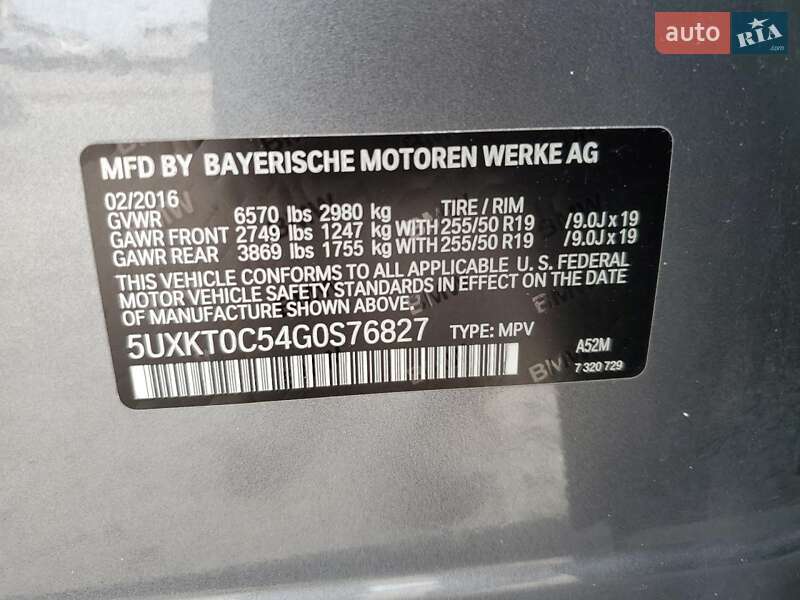 auto RIA.com
MFD BY BAYERISCHE MOTOREN WERKE AG
02/2016
GVWR 6570 lbs 2980 kg TIRE / RIM
GAWR FRONT 2749 lbs 1247 kg WITH 255/50 R19 /9.0J x 19
GAWR REAR 3869 lbs 1755 kg WITH 255/50 R19 /9.0J x 19
THIS VEHICLE CONFORMS TO ALL APPLICABLE U. S. FEDERAL
MOTOR VEHICLE SAFETY STANDARDS IN EFFECT ON THE DATE
OF MANUFACTURE SHOWN ABOVE.
5UXKT0C54G0S76827 TYPE: MPV A52M
7 320 729